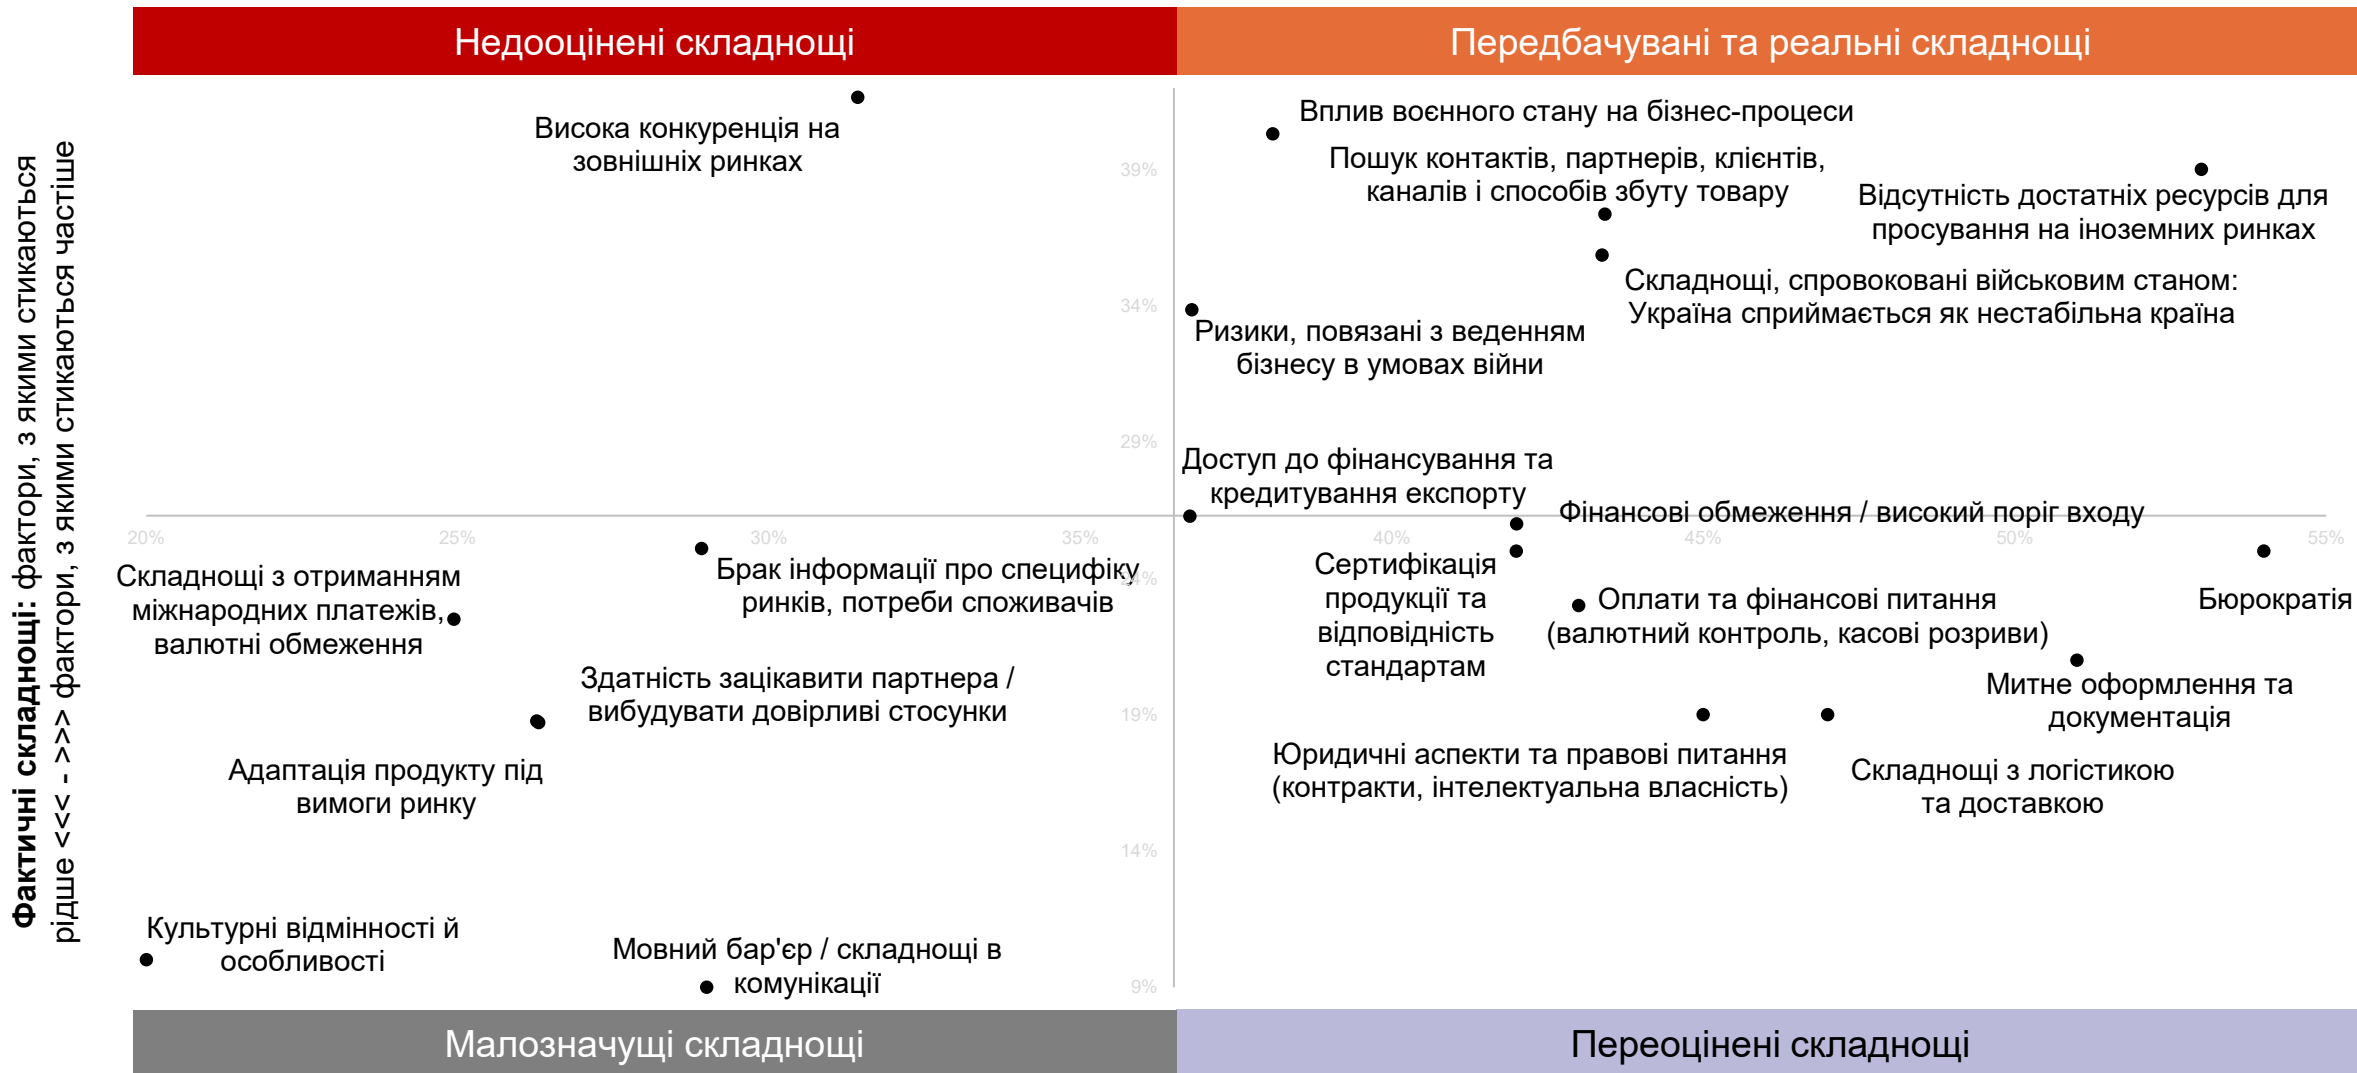 Недооцінені складнощі
Передбачувані та реальні складнощі
Фактичні складнощі: фактори, з якими стикаються
рідше <<< - >>> фактори, з якими стикаються частіше
Висока конкуренція на
зовнішніх ринках
Вплив воєнного стану на бізнес-процеси
Пошук контактів, партнерів, клієнтів,
каналів і способів збуту товару
Відсутність достатніх ресурсів для
просування на іноземних ринках
Складнощі, спровоковані військовим станом:
Україна сприймається як нестабільна країна
Ризики, повязані з веденням
бізнесу в умовах війни
Доступ до фінансування та
кредитування експорту
Фінансові обмеження / високий поріг входу
39%
34%
29%
24%
19%
14%
9%
20%
25%
30%
35%
40%
45%
50%
55%
Складнощі з отриманням
міжнародних платежів,
валютні обмеження
Брак інформації про специфіку
ринків, потреби споживачів
Здатність зацікавити партнера /
вибудувати довірливі стосунки
Адаптація продукту під
вимоги ринку
Культурні відмінності й
особливості
Мовний бар'єр / складнощі в
комунікації
Сертифікація
продукції та
відповідність
стандартам
Оплати та фінансові питання
(валютний контроль, касові розриви)
Бюрократія
Митне оформлення та
документація
Юридичні аспекти та правові питання
(контракти, інтелектуальна власність)
Складнощі з логістикою
та доставкою
Малозначущі складнощі
Переоцінені складнощі